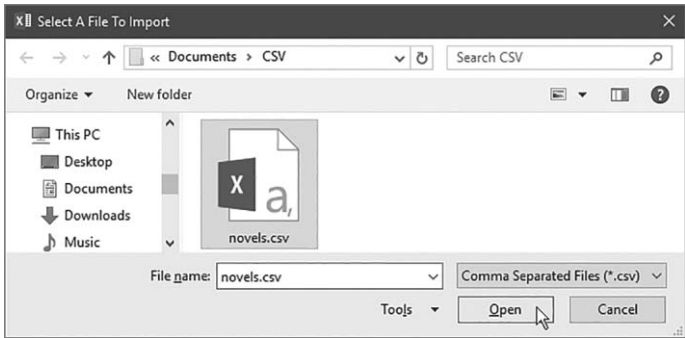 X Select A File To Import
« Documents > CSV
Search CSV
Organize
New folder
This PC
Desktop
Documents
Downloads
Music
X a,
novels.csv
File name: novels.csv
Comma Separated Files (*.csv)
Tools
Open
Cancel